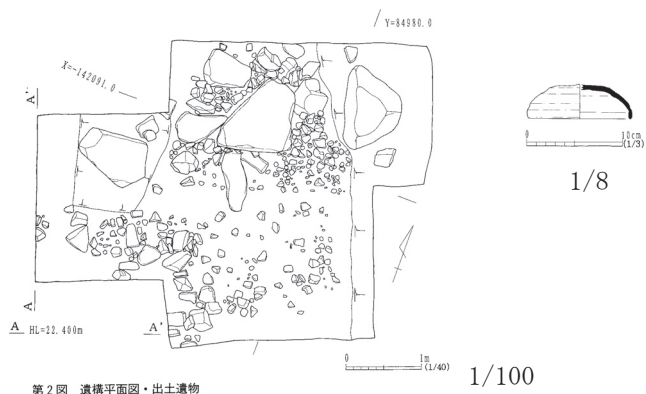 Y=84980.0
X=-142091.0
A'
0 10cm
(1/3)
1/8
A
A HL=22.400m A'
0 1m
(1/40)
1/100
第2図 遺構平面図・出土遺物